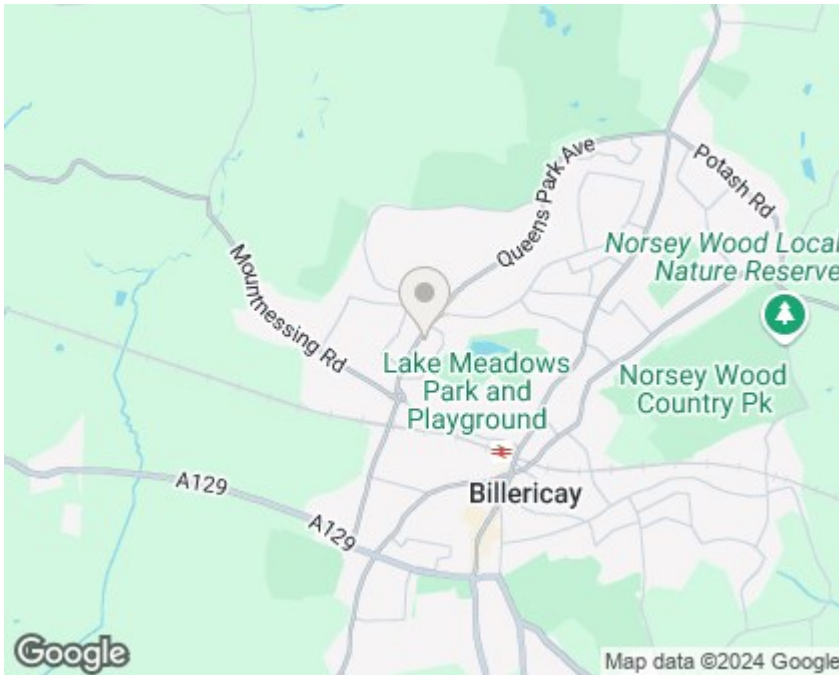 Queens Park Ave
Potash Rd
Norsey Wood Local
Nature Reserve
Mountnessing Rd
Lake Meadows
Park and
Playground
Norsey Wood
Country Pk
A129
A129
Billericay
Google
Map data ©2024 Google